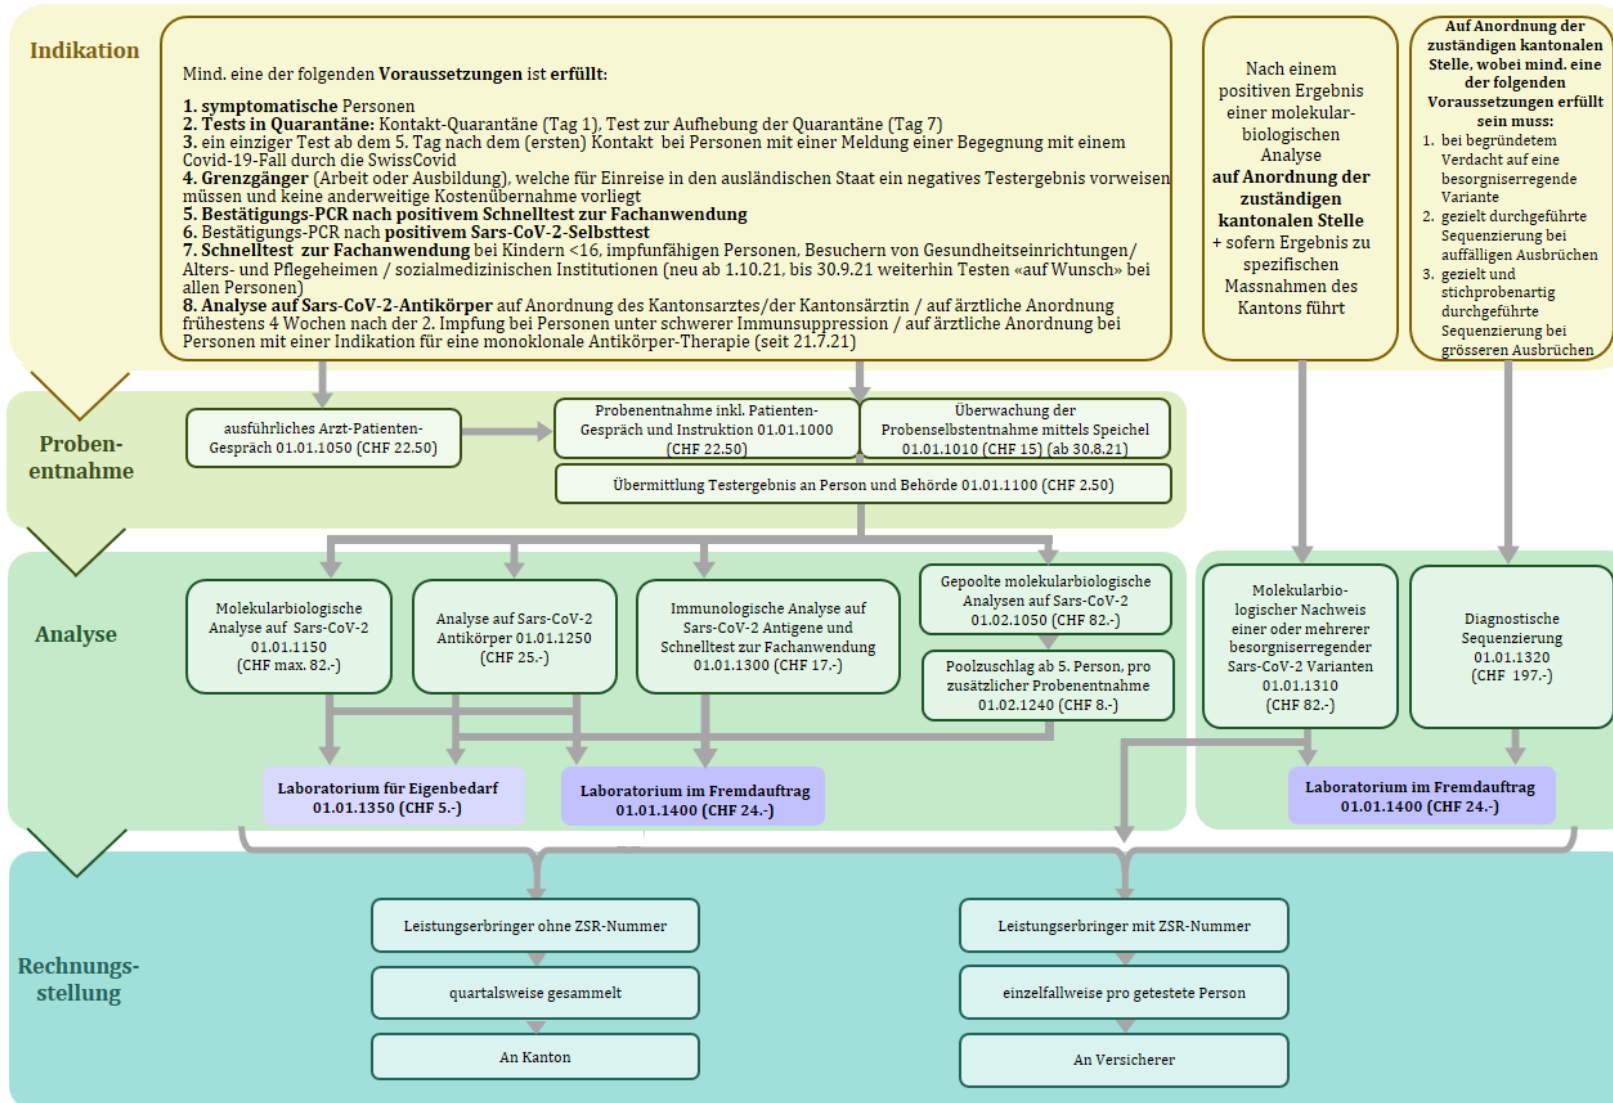 Indikation
Mind. eine der folgenden Voraussetzungen ist erfüllt:
1. symptomatische Personen
2. Tests in Quarantäne: Kontakt-Quarantäne (Tag 1), Test zur Aufhebung der Quarantäne (Tag 7)
3. ein einziger Test ab dem 5. Tag nach dem (ersten) Kontakt bei Personen mit einer Meldung einer Begegnung mit einem
Covid-19-Fall durch die SwissCovid
4. Grenzgänger (Arbeit oder Ausbildung), welche für Einreise in den ausländischen Staat ein negatives Testergebnis vorweisen
müssen und keine anderweitige Kostenübernahme vorliegt
5. Bestätigungs-PCR nach positivem Schnelltest zur Fachanwendung
6. Bestätigungs-PCR nach positivem Sars-CoV-2-Selbsttest
7. Schnelltest zur Fachanwendung bei Kindern <16, impfunfähigen Personen, Besuchern von Gesundheitseinrichtungen/
Alters- und Pflegeheimen / sozialmedizinischen Institutionen (neu ab 1.10.21, bis 30.9.21 weiterhin Testen «auf Wunsch» bei
allen Personen)
8. Analyse auf Sars-CoV-2-Antikörper auf Anordnung des Kantonsarztes/der Kantonsärztin / auf ärztliche Anordnung
frühestens 4 Wochen nach der 2. Impfung bei Personen unter schwerer Immunsuppression / auf ärztliche Anordnung bei
Personen mit einer Indikation für eine monoklonale Antikörper-Therapie (seit 21.7.21)
Nach einem
positiven Ergebnis
einer molekular-
biologischen
Analyse
auf Anordnung der
zuständigen
kantonalen Stelle
+ sofern Ergebnis zu
spezifischen
Massnahmen des
Kantons führt
Auf Anordnung der
zuständigen kantonalen
Stelle, wobei mind. eine
der folgenden
Voraussetzungen erfüllt
sein muss:
1. bei begründetem
Verdacht auf eine
besorgniserregende
Variante
2. gezielt durchgeführte
Sequenzierung bei
auffälligen Ausbrüchen
3. gezielt und
stichprobenartig
durchgeführte
Sequenzierung bei
grösseren Ausbrüchen
Proben-
entnahme
ausführliches Arzt-Patienten-
Gespräch 01.01.1050 (CHF 22.50)
Probenentnahme inkl. Patienten-
Gespräch und Instruktion 01.01.1000
(CHF 22.50)
Überwachung der
Probenselbstentnahme mittels Speichel
01.01.1010 (CHF 15) (ab 30.8.21)
Übermittlung Testergebnis an Person und Behörde 01.01.1100 (CHF 2.50)
Analyse
Molekularbiologische
Analyse auf Sars-CoV-2
01.01.1150
(CHF max. 82.-)
Analyse auf Sars-CoV-2
Antikörper 01.01.1250
(CHF 25.-)
Immunologische Analyse auf
Sars-CoV-2 Antigene und
Schnelltest zur Fachanwendung
01.01.1300 (CHF 17.-)
Gepoolte molekularbiologische
Analysen auf Sars-CoV-2
01.02.1050 (CHF 82.-)
Poolzuschlag ab 5. Person, pro
zusätzlicher Probenentnahme
01.02.1240 (CHF 8.-)
Molekularbio-
logischer Nachweis
einer oder mehrerer
besorgniserregender
Sars-CoV-2 Varianten
01.01.1310
(CHF 82.-)
Diagnostische
Sequenzierung
01.01.1320
(CHF 197.-)
Laboratorium für Eigenbedarf
01.01.1350 (CHF 5.-)
Laboratorium im Fremdauftrag
01.01.1400 (CHF 24.-)
Laboratorium im Fremdauftrag
01.01.1400 (CHF 24.-)
Rechnungs-
stellung
Leistungserbringer ohne ZSR-Nummer
quartalsweise gesammelt
An Kanton
Leistungserbringer mit ZSR-Nummer
einzelfallweise pro getestete Person
An Versicherer